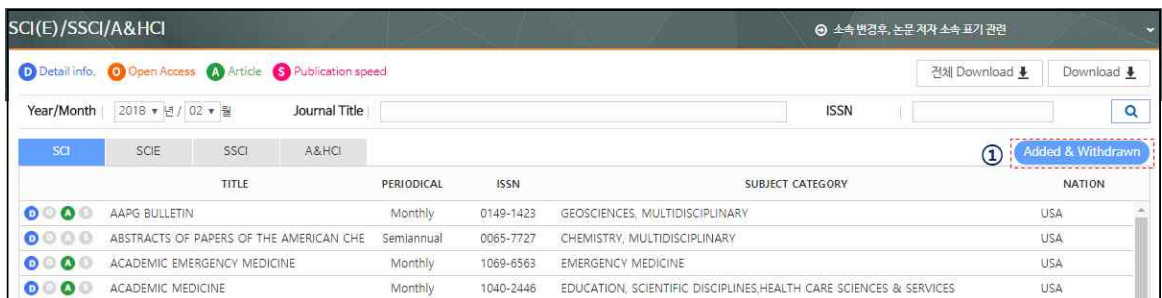 SCI(E)/SSCI/A&HCI 소속 변경후, 논문 저자 소속 표기 관련
D Detail info. O Open Access A Article S Publication speed 전체 Download Download
Year/Month 2018 년 / 02 월 Journal Title ISSN
SCI SCIE SSCI A&HCI ① Added & Withdrawn
TITLE PERIODICAL ISSN SUBJECT CATEGORY NATION
D O A S AAPG BULLETIN Monthly 0149-1423 GEOSCIENCES, MULTIDISCIPLINARY USA
D O A S ABSTRACTS OF PAPERS OF THE AMERICAN CHE Semiannual 0065-7727 CHEMISTRY, MULTIDISCIPLINARY USA
D O A S ACADEMIC EMERGENCY MEDICINE Monthly 1069-6563 EMERGENCY MEDICINE USA
D O A S ACADEMIC MEDICINE Monthly 1040-2446 EDUCATION, SCIENTIFIC DISCIPLINES,HEALTH CARE SCIENCES & SERVICES USA